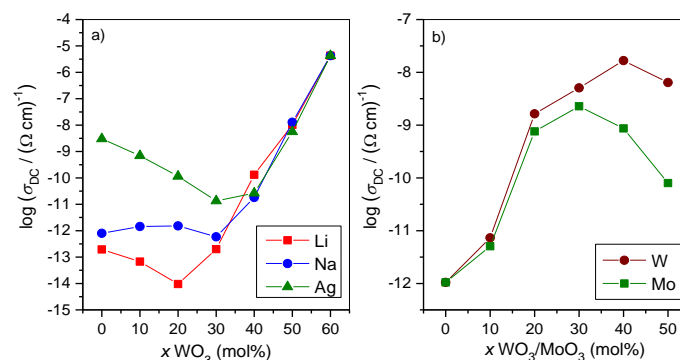 a)
log (σDC / (Ω cm)-1
-4
-5
-6
-7
-8
-9
-10
-11
-12
-13
-14
-15
Li
Na
Ag
0 10 20 30 40 50 60
x WO3 (mol%)
b)
log (σDC / (Ω cm)-1
-7
-8
-9
-10
-11
-12
W
Mo
0 10 20 30 40 50
x WO3/MoO3 (mol%)